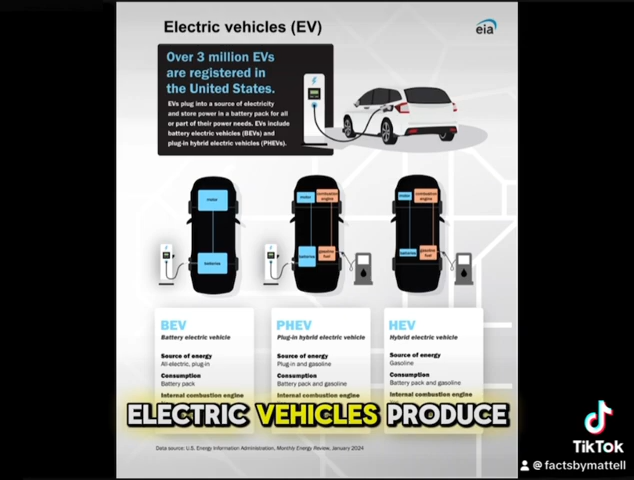 Electric vehicles (EV)
eia
Over 3 million EVs
are registered in
the United States.
EVs plug into a source of electricity
and store power in a battery pack for all
or part of their power needs. EVs include
battery electric vehicles (BEVs) and
plug-in hybrid electric vehicles (PHEVs).
motor
batteries
motor
combustion
engine
batteries
gasoline
fuel
motor
combustion
engine
batteries
gasoline
fuel
BEV
Battery electric vehicle
Source of energy
All-electric, plug-in
Consumption
Battery pack
Internal combustion engine
PHEV
Plug-in hybrid electric vehicle
Source of energy
Plug-in and gasoline
Consumption
Battery pack and gasoline
Internal combustion engine
HEV
Hybrid electric vehicle
Source of energy
Gasoline
Consumption
Battery pack and gasoline
Internal combustion engine
ELECTRIC VEHICLES PRODUCE
Data source: U.S. Energy Information Administration, Monthly Energy Review, January 2024
TikTok
@factsbymattell